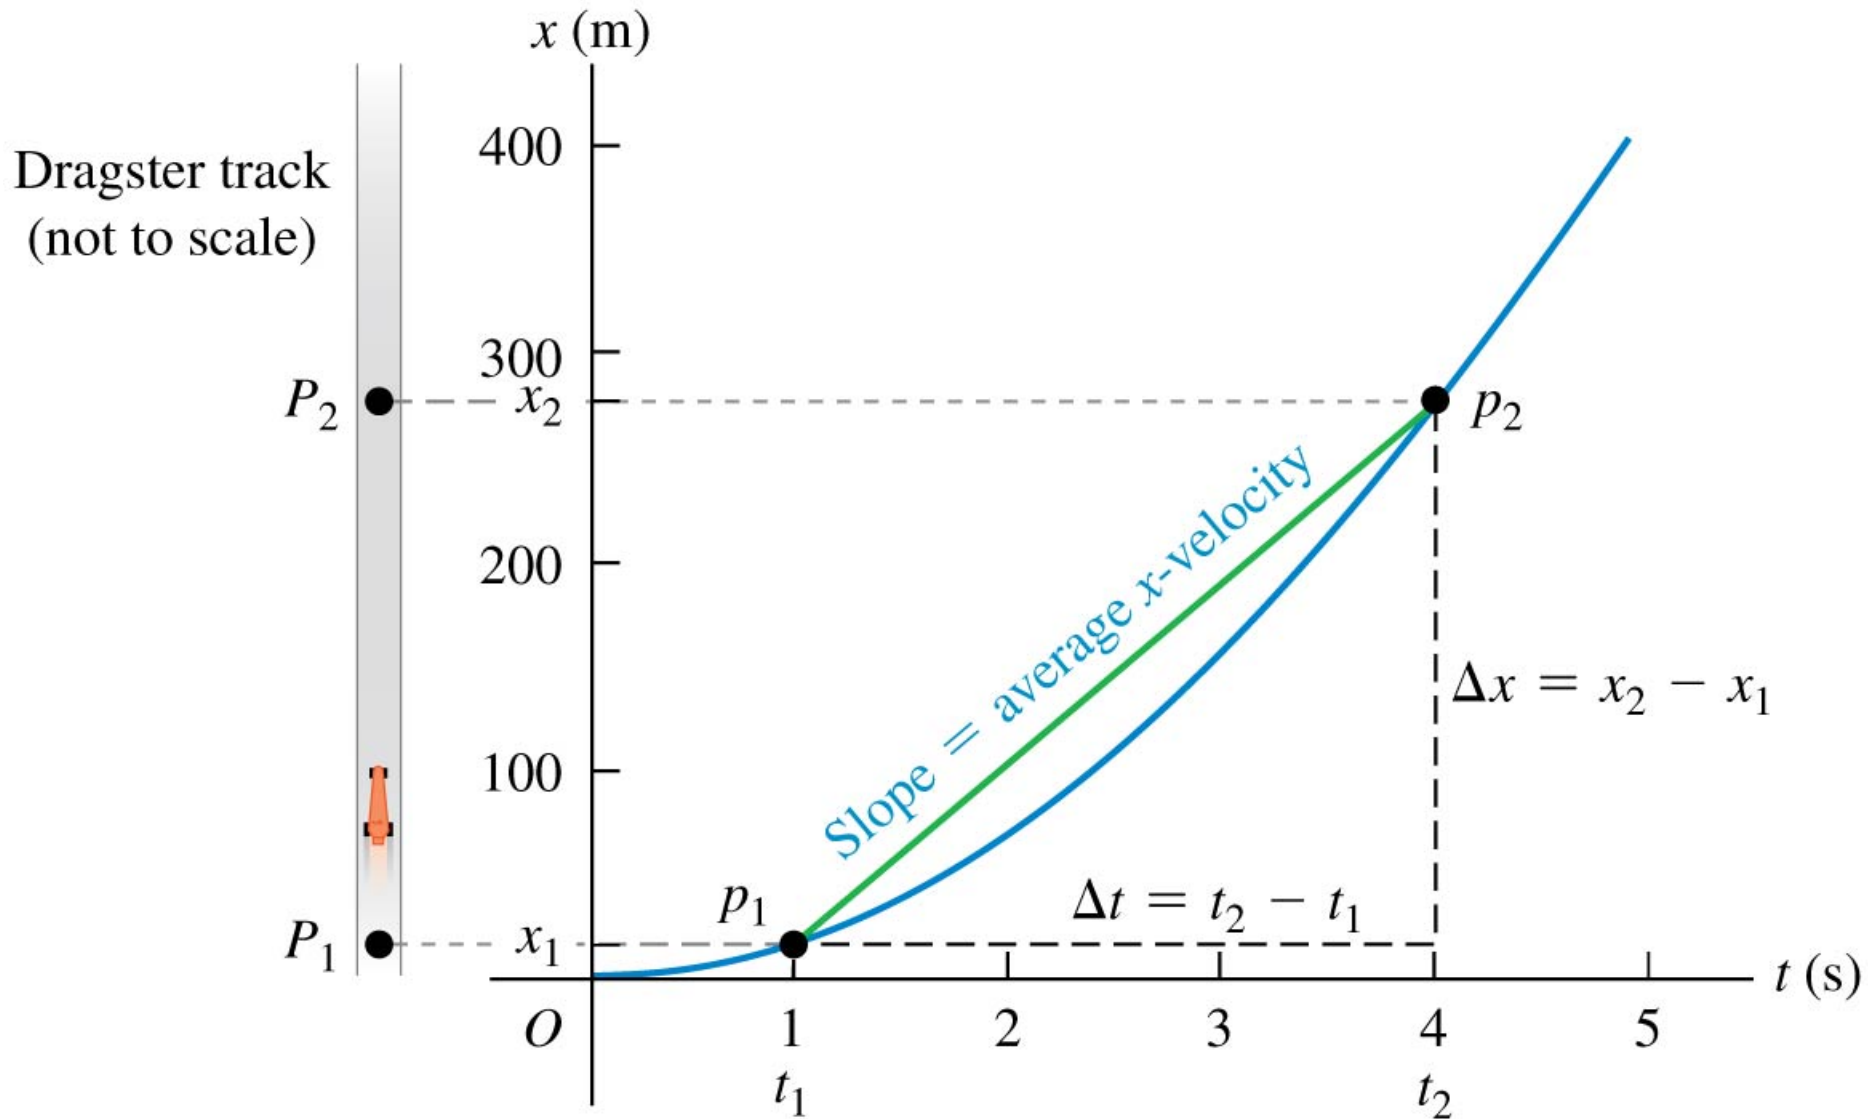 x (m)
400
Dragster track
(not to scale)
300
P₂
x₂
p₂
Slope = average x-velocity
200
Δx = x₂ − x₁
100
p₁
Δt = t₂ − t₁
P₁
x₁
t (s)
O
1
2
3
4
5
t₁
t₂